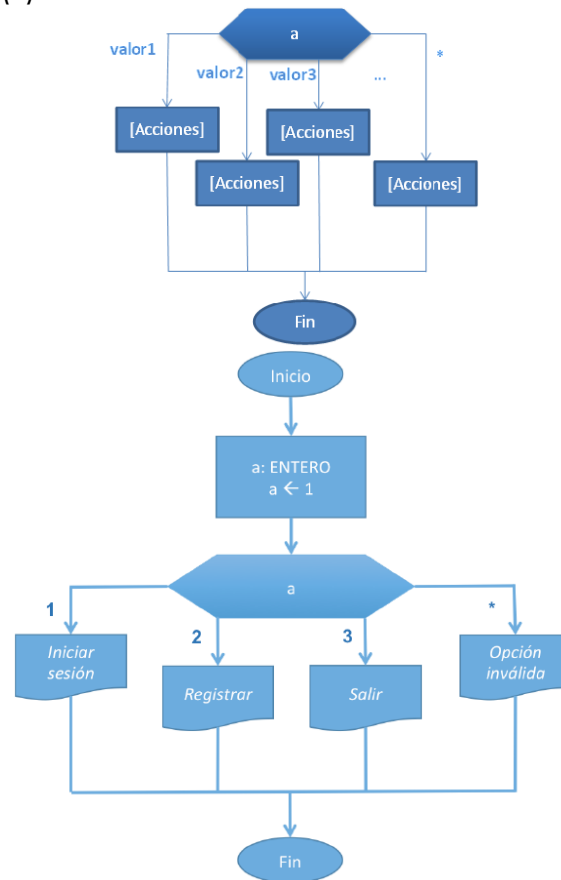 a
valor1
valor2
valor3
...
*
[Acciones]
[Acciones]
[Acciones]
[Acciones]
Fin
Inicio
a: ENTERO
a ← 1
a
1
2
3
*
Iniciar
sesión
Registrar
Salir
Opción
inválida
Fin